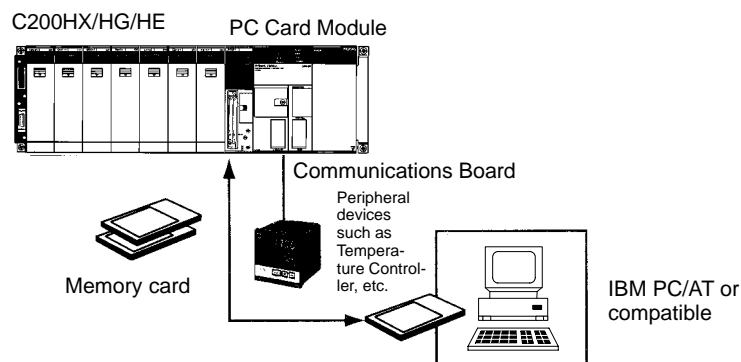 C200HX/HG/HE
PC Card Module
Communications Board
Peripheral
devices
such as
Tempera-
ture Control-
ler, etc.
Memory card
IBM PC/AT or
compatible